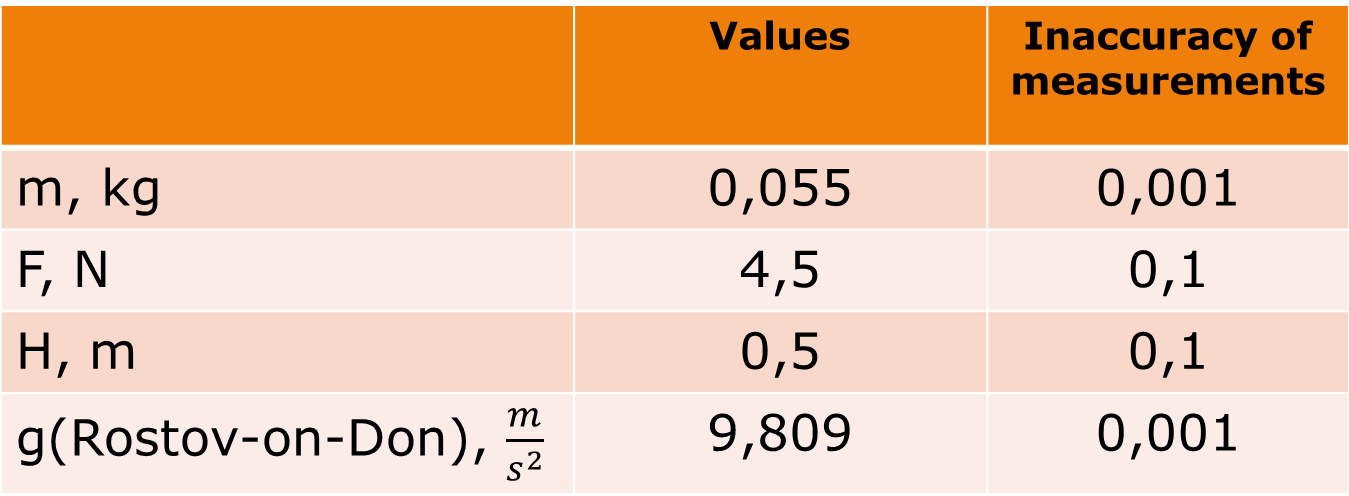 Values Inaccuracy of
measurements
m, kg 0,055 0,001
F, N 4,5 0,1
H, m 0,5 0,1
g(Rostov-on-Don), m/s² 9,809 0,001